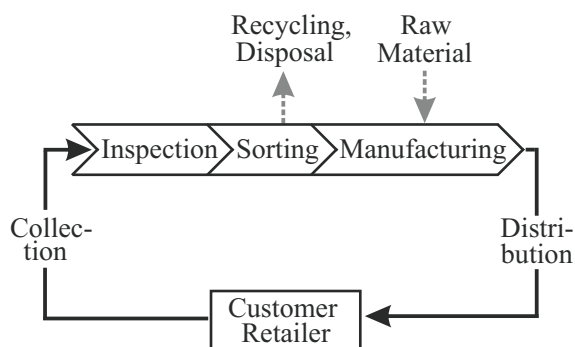 Recycling,
Disposal
Raw
Material
Inspection
Sorting
Manufacturing
Collec-
tion
Distri-
bution
Customer
Retailer